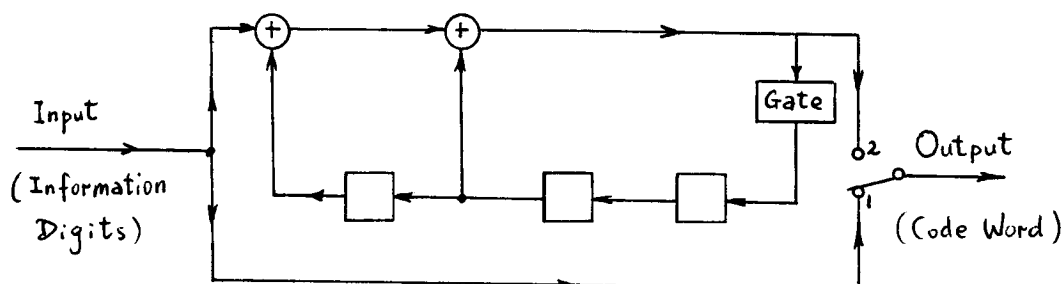 +
+
Gate
Input
(Information
Digits)
2
1
Output
(Code Word)